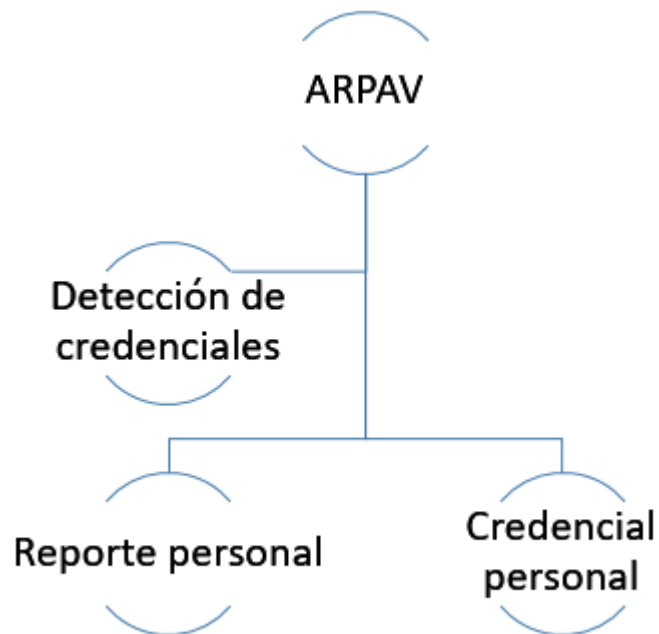 ARPAV
Detección de
credenciales
Reporte personal
Credencial
personal